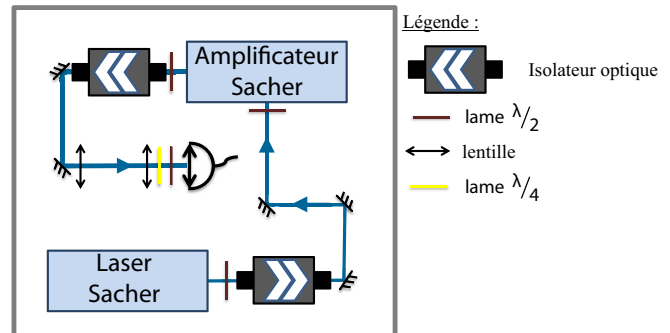 Amplificateur
Sacher
Laser
Sacher
Légende :
Isolateur optique
lame λ/2
lentille
lame λ/4